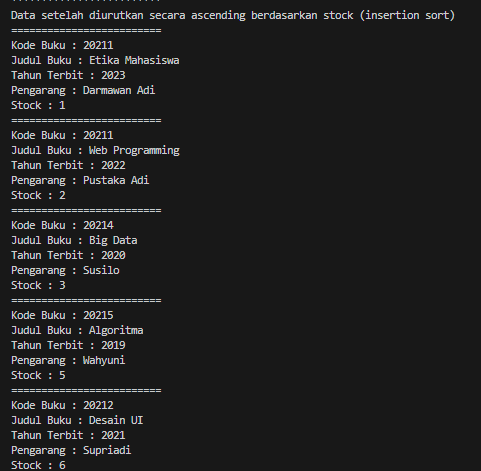 Data setelah diurutkan secara ascending berdasarkan stock (insertion sort)
=========================
Kode Buku : 20211
Judul Buku : Etika Mahasiswa
Tahun Terbit : 2023
Pengarang : Darmawan Adi
Stock : 1
=========================
Kode Buku : 20211
Judul Buku : Web Programming
Tahun Terbit : 2022
Pengarang : Pustaka Adi
Stock : 2
=========================
Kode Buku : 20214
Judul Buku : Big Data
Tahun Terbit : 2020
Pengarang : Susilo
Stock : 3
=========================
Kode Buku : 20215
Judul Buku : Algoritma
Tahun Terbit : 2019
Pengarang : Wahyuni
Stock : 5
=========================
Kode Buku : 20212
Judul Buku : Desain UI
Tahun Terbit : 2021
Pengarang : Supriadi
Stock : 6